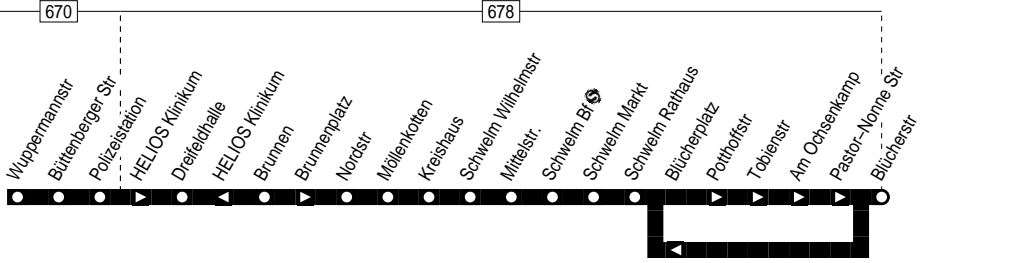 670
678
Wuppermannstr
Büttenberger Str
Polizeistation
HELIOS Klinikum
Dreifeldhalle
HELIOS Klinikum
Brunnen
Brunnenplatz
Nordstr
Möllenkotten
Kreishaus
Schwelm Wilhelmstr
Mittelstr.
Schwelm Bf S
Schwelm Markt
Schwelm Rathaus
Blücherplatz
Potthoffstr
Tobienstr
Am Ochsenkamp
Pastor-Nonne Str
Blücherstr